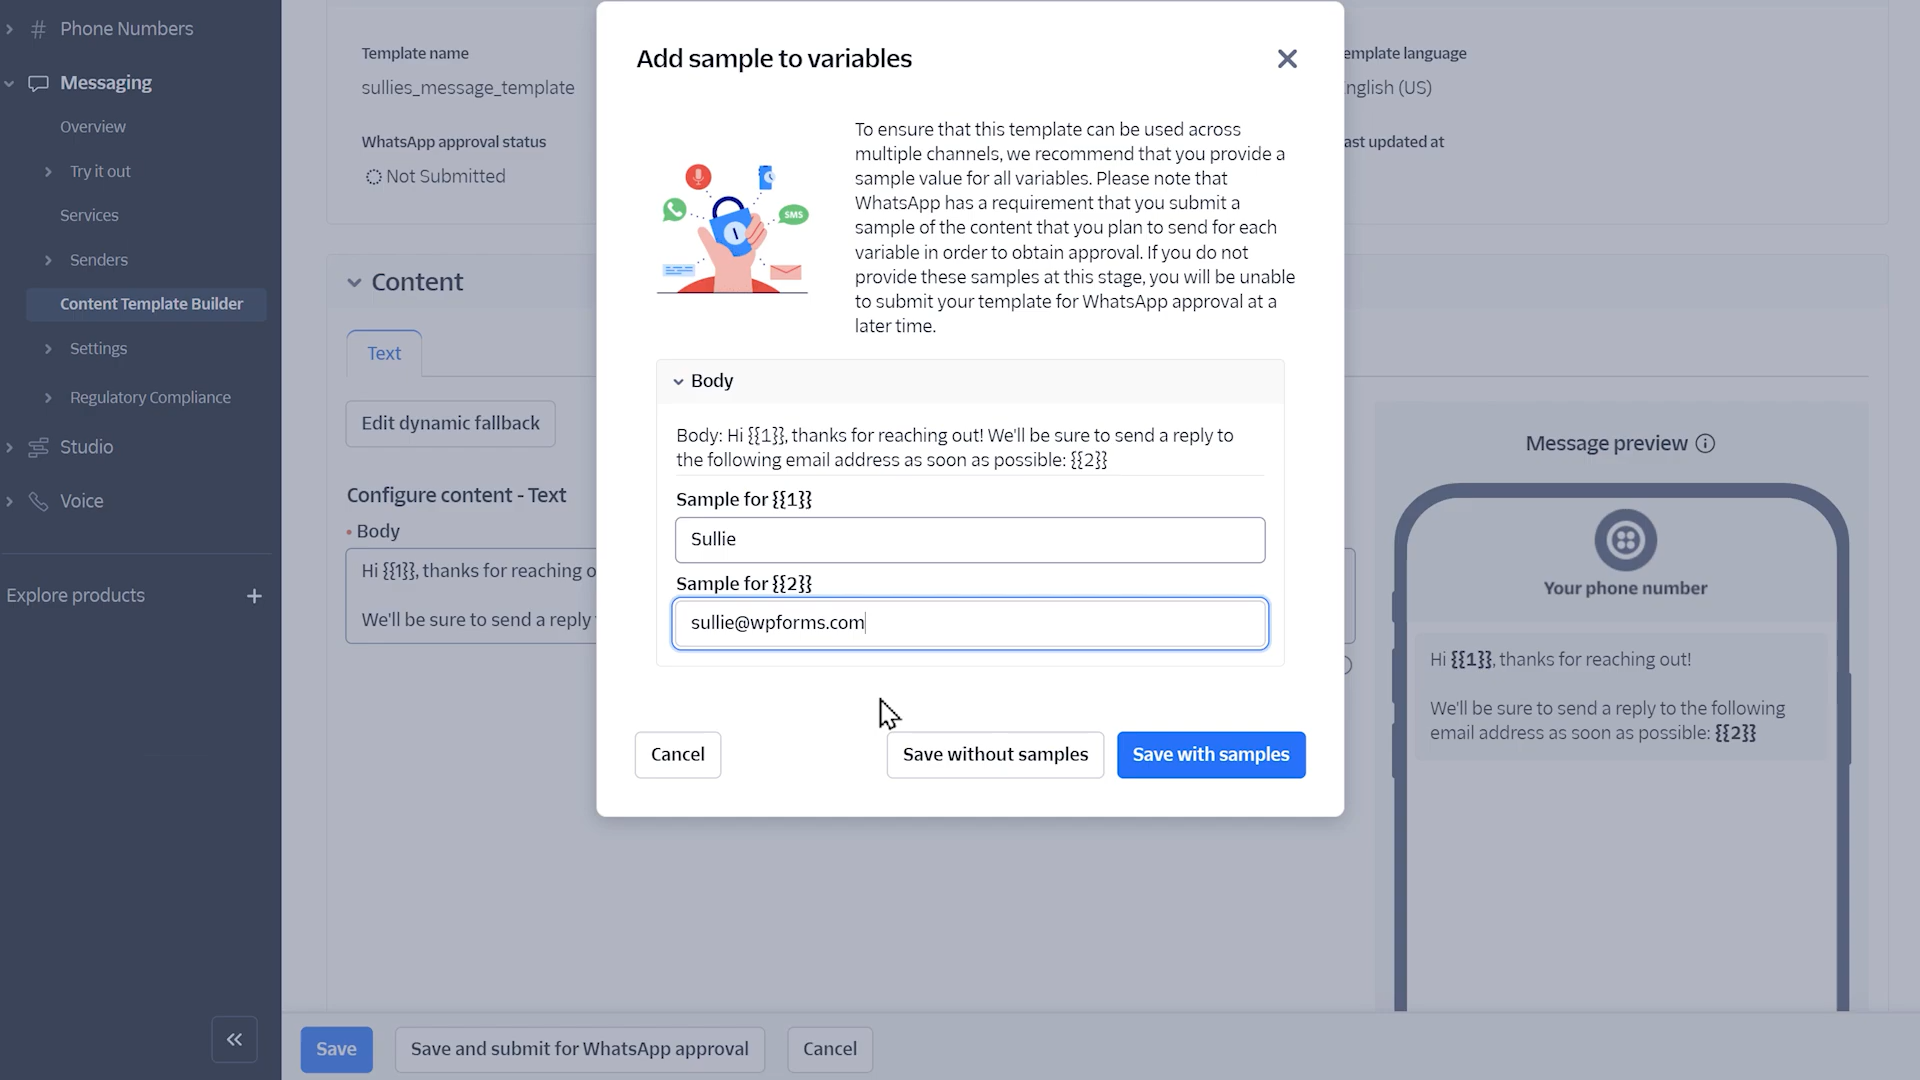 Phone Numbers
Messaging
Overview
Try it out
Services
Senders
Content Template Builder
Settings
Regulatory Compliance
Studio
Voice
Explore products
Template name
sullies_message_template
WhatsApp approval status
Not Submitted
emplate language
nglish (US)
ast updated at
Content
Text
Edit dynamic fallback
Configure content - Text
• Body
Hi {{1}}, thanks for reaching o
We'll be sure to send a reply
Message preview
Your phone number
Hi {{1}}, thanks for reaching out!
We'll be sure to send a reply to the following
email address as soon as possible: {{2}}
Add sample to variables
SMS
To ensure that this template can be used across
multiple channels, we recommend that you provide a
sample value for all variables. Please note that
WhatsApp has a requirement that you submit a
sample of the content that you plan to send for each
variable in order to obtain approval. If you do not
provide these samples at this stage, you will be unable
to submit your template for WhatsApp approval at a
later time.
Body
Body: Hi {{1}}, thanks for reaching out! We'll be sure to send a reply to
the following email address as soon as possible: {{2}}
Sample for {{1}}
Sullie
Sample for {{2}}
sullie@wpforms.com
Cancel
Save without samples
Save with samples
Save
Save and submit for WhatsApp approval
Cancel